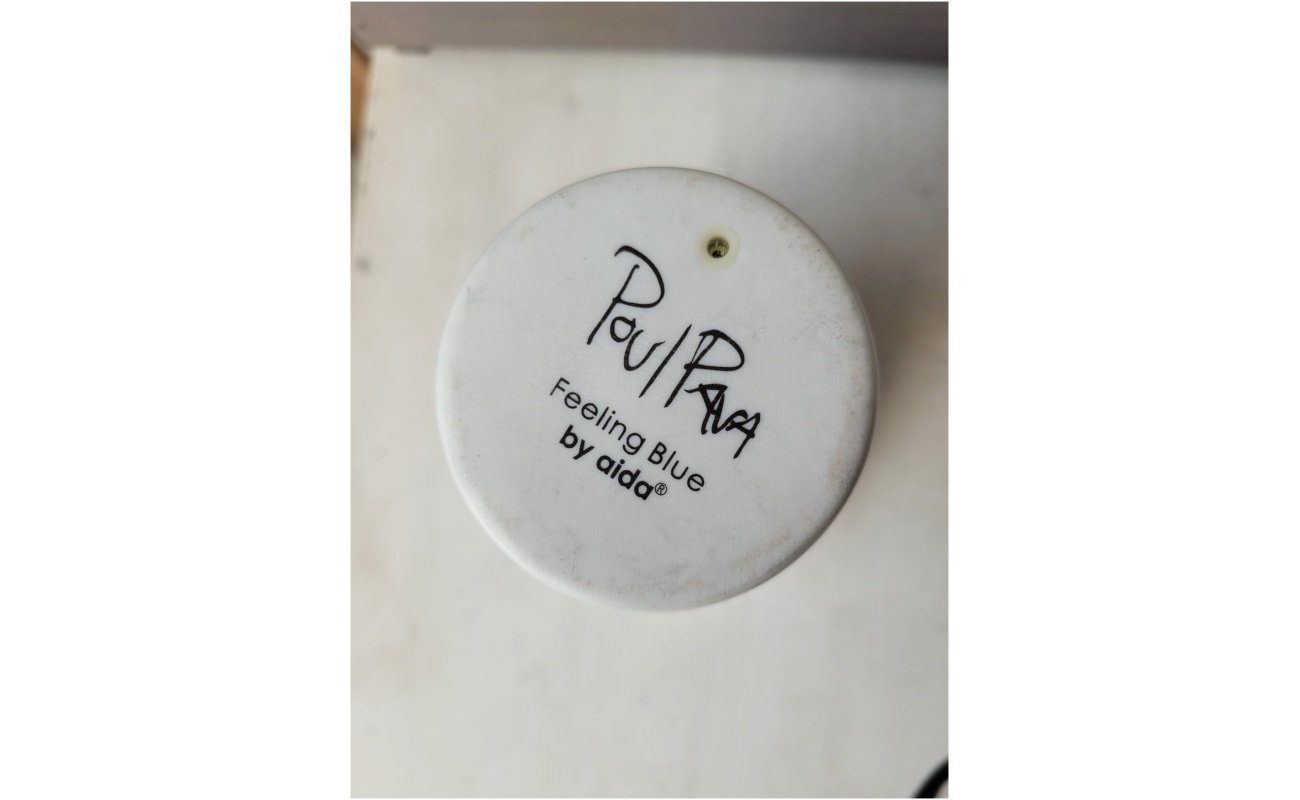 Poul Pava
Feeling Blue
by aida®